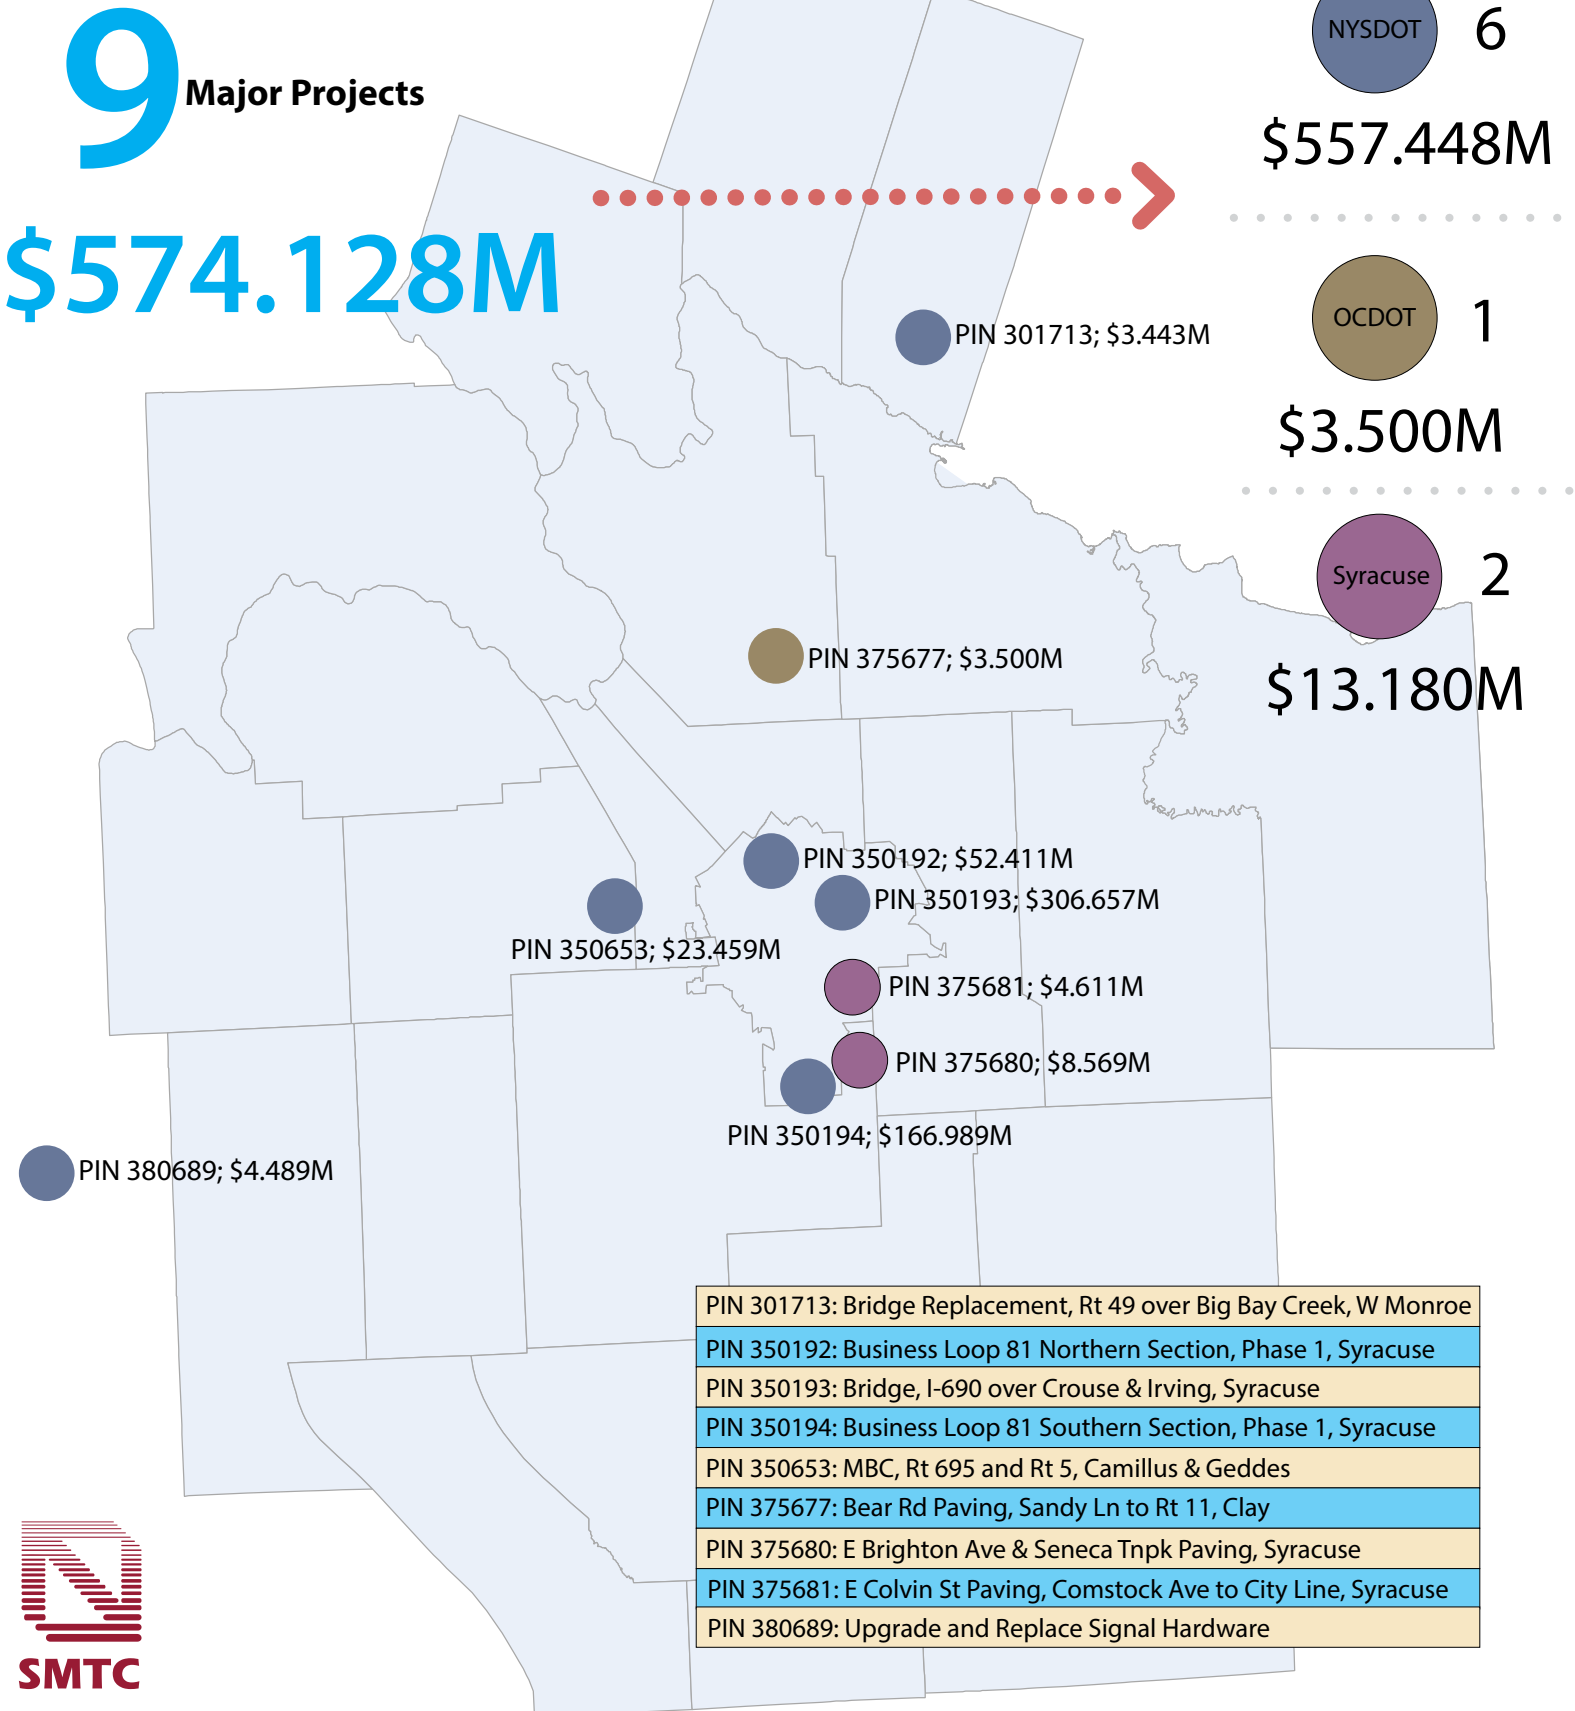 9 Major Projects
$574.128M
NYSDOT 6
$557.448M
OCDOT 1
$3.500M
Syracuse 2
$13.180M
PIN 301713; $3.443M
PIN 375677; $3.500M
PIN 350192; $52.411M
PIN 350193; $306.657M
PIN 350653; $23.459M
PIN 375681; $4.611M
PIN 375680; $8.569M
PIN 350194; $166.989M
PIN 380689; $4.489M
PIN 301713: Bridge Replacement, Rt 49 over Big Bay Creek, W Monroe
PIN 350192: Business Loop 81 Northern Section, Phase 1, Syracuse
PIN 350193: Bridge, I-690 over Crouse & Irving, Syracuse
PIN 350194: Business Loop 81 Southern Section, Phase 1, Syracuse
PIN 350653: MBC, Rt 695 and Rt 5, Camillus & Geddes
PIN 375677: Bear Rd Paving, Sandy Ln to Rt 11, Clay
PIN 375680: E Brighton Ave & Seneca Tnpk Paving, Syracuse
PIN 375681: E Colvin St Paving, Comstock Ave to City Line, Syracuse
PIN 380689: Upgrade and Replace Signal Hardware
SMTC